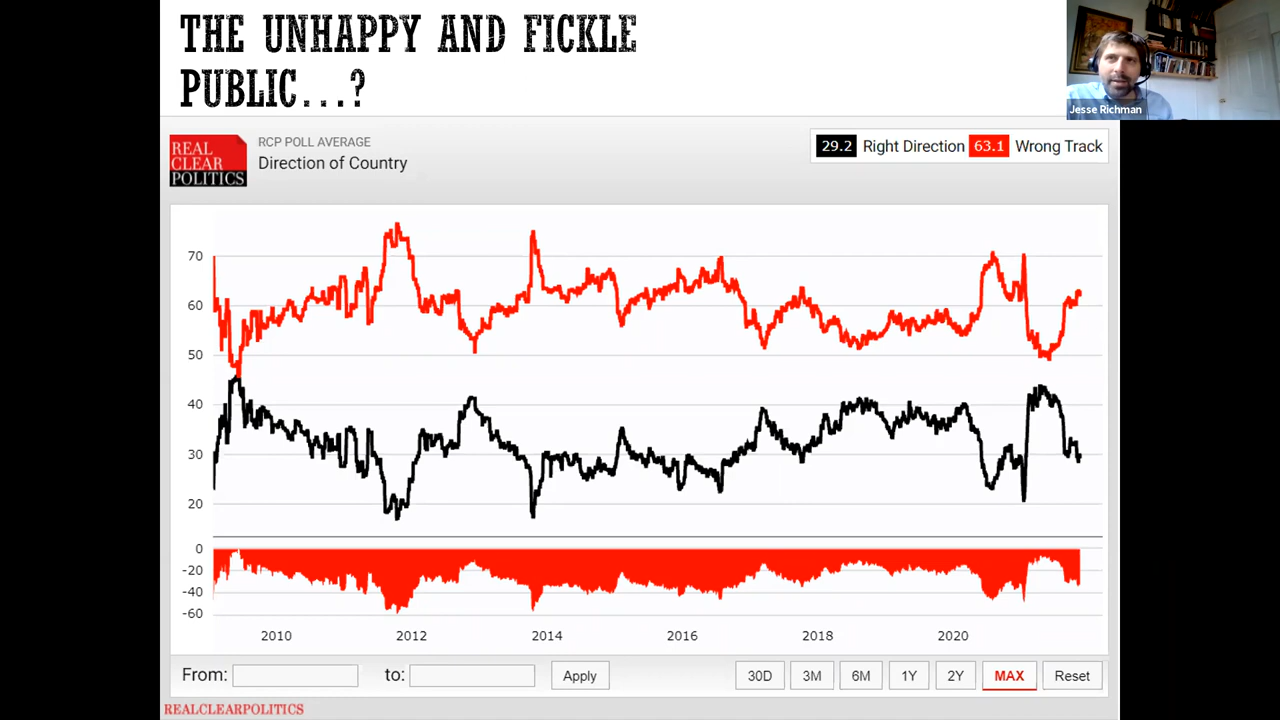 THE UNHAPPY AND FICKLE
PUBLIC...?
Jesse Richman
REAL
CLEAR
POLITICS
RCP POLL AVERAGE
Direction of Country
29.2 Right Direction 63.1 Wrong Track
70
60
50
40
30
20
0
-20
-40
-60
2010 2012 2014 2016 2018 2020
From: to: Apply 30D 3M 6M 1Y 2Y MAX Reset
REALCLEARPOLITICS